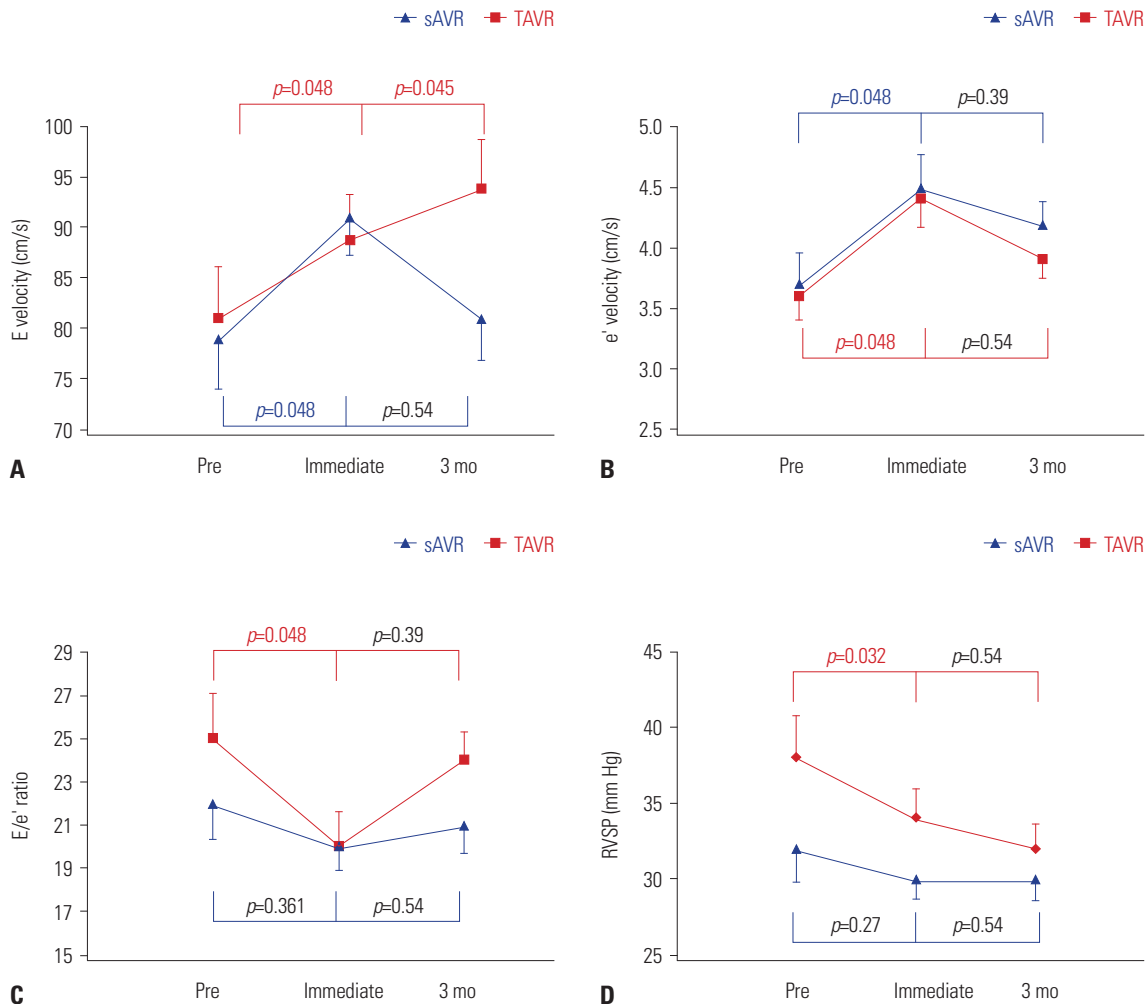 sAVR TAVR
p=0.048 p=0.045
100
95
90
85
80
75
70
E velocity (cm/s)
p=0.048 p=0.54
Pre Immediate 3 mo
A
sAVR TAVR
p=0.048 p=0.39
5.0
4.5
4.0
3.5
3.0
2.5
e' velocity (cm/s)
p=0.048 p=0.54
Pre Immediate 3 mo
B
sAVR TAVR
p=0.048 p=0.39
29
27
25
23
21
19
17
15
E/e' ratio
p=0.361 p=0.54
Pre Immediate 3 mo
C
sAVR TAVR
p=0.032 p=0.54
45
40
35
30
25
RVSP (mm Hg)
p=0.27 p=0.54
Pre Immediate 3 mo
D